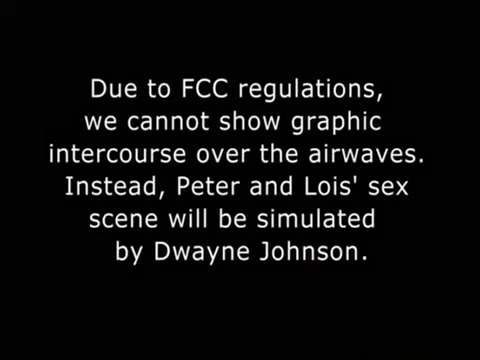 Due to FCC regulations,
we cannot show graphic
intercourse over the airwaves.
Instead, Peter and Lois' sex
scene will be simulated
by Dwayne Johnson.